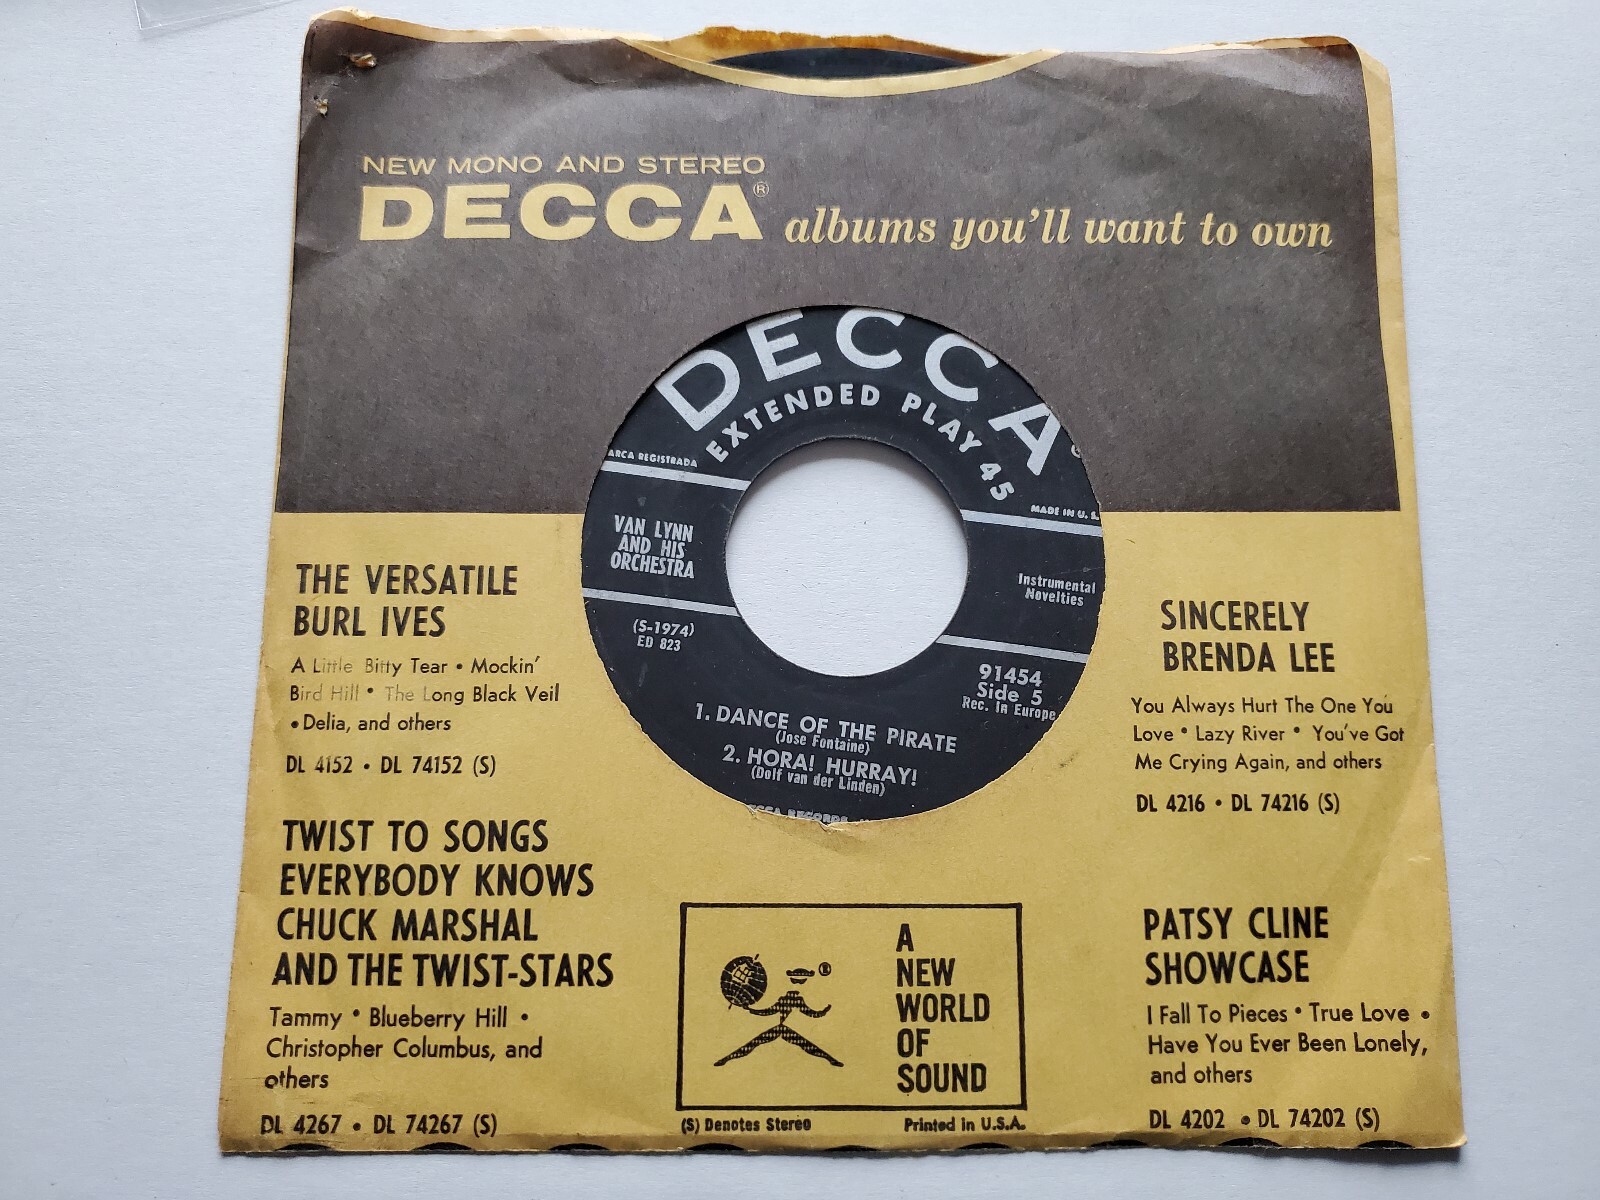 NEW MONO AND STEREO
DECCA® albums you'll want to own
DECCA
EXTENDED PLAY 45
ARCA REGISTRADA
MADE IN U. S.
VAN LYNN
AND HIS
ORCHESTRA
Instrumental
Novelties
(S-1974)
ED 823
91454
Side 5
Rec. In Europe
1. DANCE OF THE PIRATE
(Jose Fontaine)
2. HORA! HURRAY!
(Dolf van der Linden)
DECCA RECORDS
THE VERSATILE
BURL IVES
A Little Bitty Tear • Mockin'
Bird Hill • The Long Black Veil
• Delia, and others
DL 4152 • DL 74152 (S)
TWIST TO SONGS
EVERYBODY KNOWS
CHUCK MARSHAL
AND THE TWIST-STARS
Tammy • Blueberry Hill •
Christopher Columbus, and
others
DL 4267 • DL 74267 (S)
®
A
NEW
WORLD
OF
SOUND
(S) Denotes Stereo
Printed in U.S.A.
SINCERELY
BRENDA LEE
You Always Hurt The One You
Love • Lazy River • You've Got
Me Crying Again, and others
DL 4216 • DL 74216 (S)
PATSY CLINE
SHOWCASE
I Fall To Pieces • True Love •
Have You Ever Been Lonely,
and others
DL 4202 • DL 74202 (S)